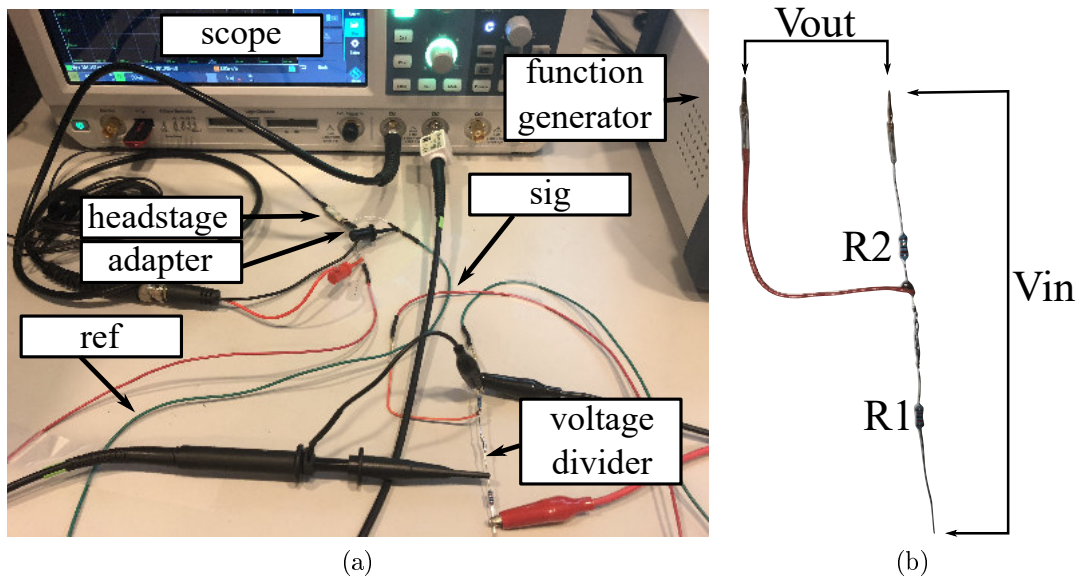 scope
function
generator
headstage
adapter
sig
ref
voltage
divider
(a)
Vout
R2
Vin
R1
(b)